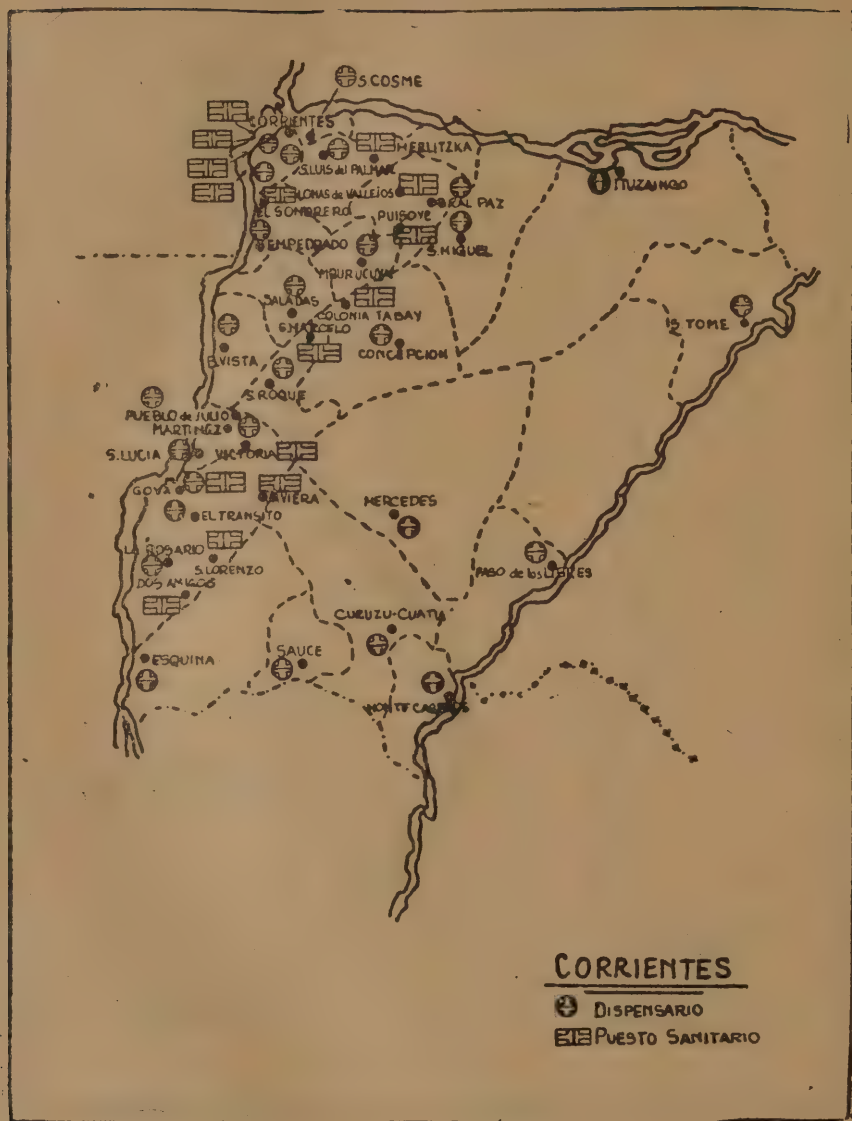 S COSME
CORRIENTES
HERLITZKA
S. LUIS del PALMAR
LOMAS de VALLEJOS
EL SOMBRERO
GRAL PAZ
ITUZAINGO
PUISOYE
EMPEDRADO
S. MIGUEL
MBURUCUYA
SALADAS
COLONIA TABAY
S. MARCELO
S. TOME
B. VISTA
CONCEPCION
S. ROQUE
PUEBLO de JULIO
MARTINEZ
S. LUCIA
VICTORIA
GOYA
MERCEDES
EL TRANSITO
LA ROSARIO
S. LORENZO
PASO de los LIBRES
DOS AMIGOS
CURUZU-CUATIA
SAUCE
ESQUINA
MONTE CASEROS
CORRIENTES
DISPENSARIO
PUESTO SANITARIO